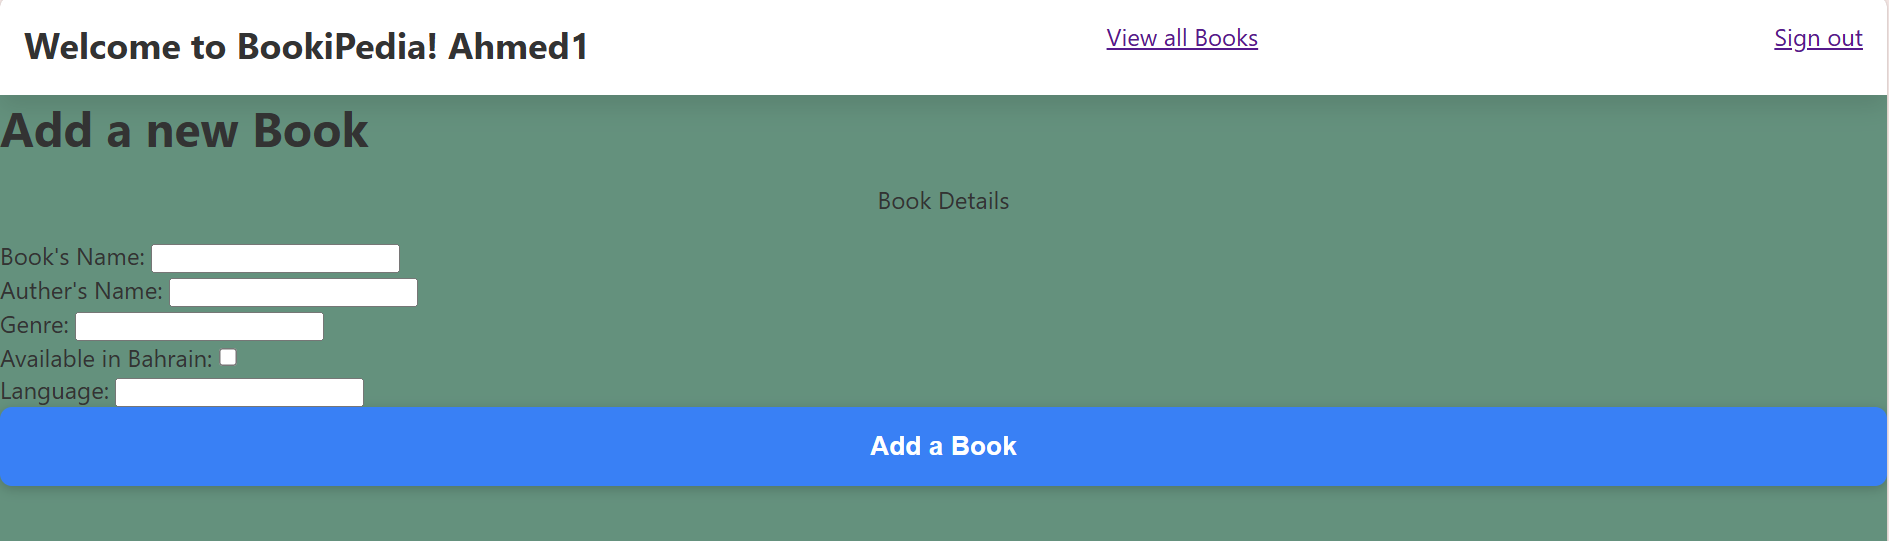 Welcome to BookiPedia! Ahmed1
View all Books
Sign out
Add a new Book
Book Details
Book's Name:
Auther's Name:
Genre:
Available in Bahrain:
Language:
Add a Book